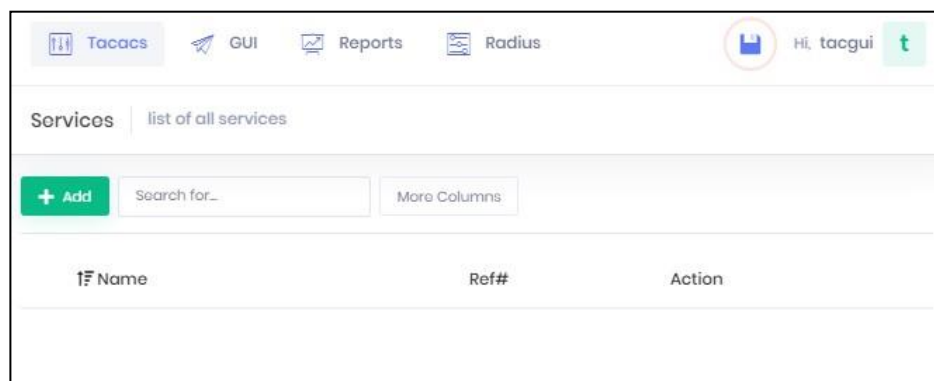 Tacacs GUI Reports Radius Hi, tacgui t
Services list of all services
+ Add Search for... More Columns
Name Ref# Action